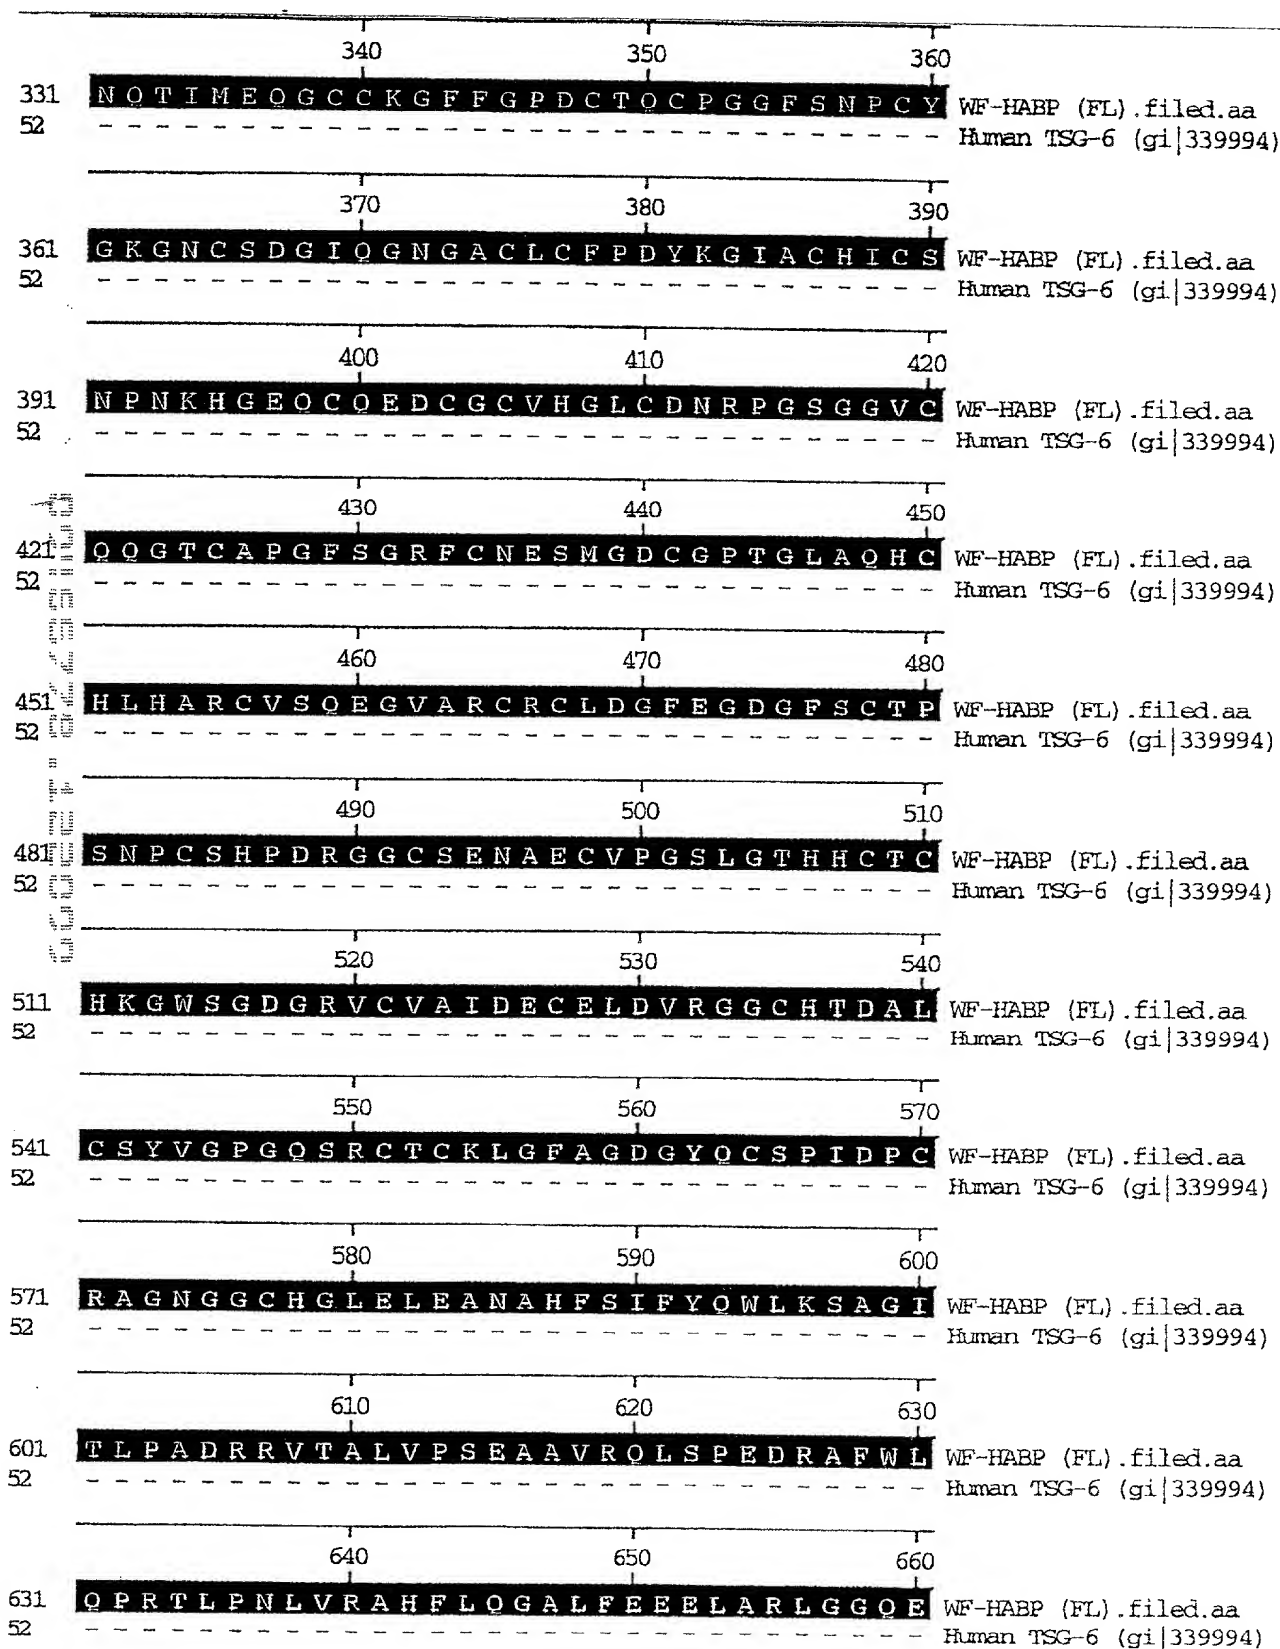 340 350 360
331 N Q T I M E Q G C C K G F F G P D C T Q C P G G F S N P C Y WF-HABP (FL).filed.aa
52 - - - - - - - - - - - - - - - - - - - - - - - - - - - - - - Human TSG-6 (gi|339994)
370 380 390
361 G K G N C S D G I Q G N G A C L C F P D Y K G I A C H I C S WF-HABP (FL).filed.aa
52 - - - - - - - - - - - - - - - - - - - - - - - - - - - - - - Human TSG-6 (gi|339994)
400 410 420
391 N P N K H G E Q C Q E D C G C V H G L C D N R P G S G G V C WF-HABP (FL).filed.aa
52 - - - - - - - - - - - - - - - - - - - - - - - - - - - - - - Human TSG-6 (gi|339994)
430 440 450
421 Q Q G T C A P G F S G R F C N E S M G D C G P T G L A Q H C WF-HABP (FL).filed.aa
52 - - - - - - - - - - - - - - - - - - - - - - - - - - - - - - Human TSG-6 (gi|339994)
460 470 480
451 H L H A R C V S Q E G V A R C R C L D G F E G D G F S C T P WF-HABP (FL).filed.aa
52 - - - - - - - - - - - - - - - - - - - - - - - - - - - - - - Human TSG-6 (gi|339994)
490 500 510
481 S N P C S H P D R G G C S E N A E C V P G S L G T H H C T C WF-HABP (FL).filed.aa
52 - - - - - - - - - - - - - - - - - - - - - - - - - - - - - - Human TSG-6 (gi|339994)
520 530 540
511 H K G W S G D G R V C V A I D E C E L D V R G G C H T D A L WF-HABP (FL).filed.aa
52 - - - - - - - - - - - - - - - - - - - - - - - - - - - - - - Human TSG-6 (gi|339994)
550 560 570
541 C S Y V G P G Q S R C T C K L G F A G D G Y Q C S P I D P C WF-HABP (FL).filed.aa
52 - - - - - - - - - - - - - - - - - - - - - - - - - - - - - - Human TSG-6 (gi|339994)
580 590 600
571 R A G N G G C H G L E L E A N A H F S I F Y Q W L K S A G I WF-HABP (FL).filed.aa
52 - - - - - - - - - - - - - - - - - - - - - - - - - - - - - - Human TSG-6 (gi|339994)
610 620 630
601 T L P A D R R V T A L V P S E A A V R Q L S P E D R A F W L WF-HABP (FL).filed.aa
52 - - - - - - - - - - - - - - - - - - - - - - - - - - - - - - Human TSG-6 (gi|339994)
640 650 660
631 Q P R T L P N L V R A H F L Q G A L F E E E L A R L G G Q E WF-HABP (FL).filed.aa
52 - - - - - - - - - - - - - - - - - - - - - - - - - - - - - - Human TSG-6 (gi|339994)